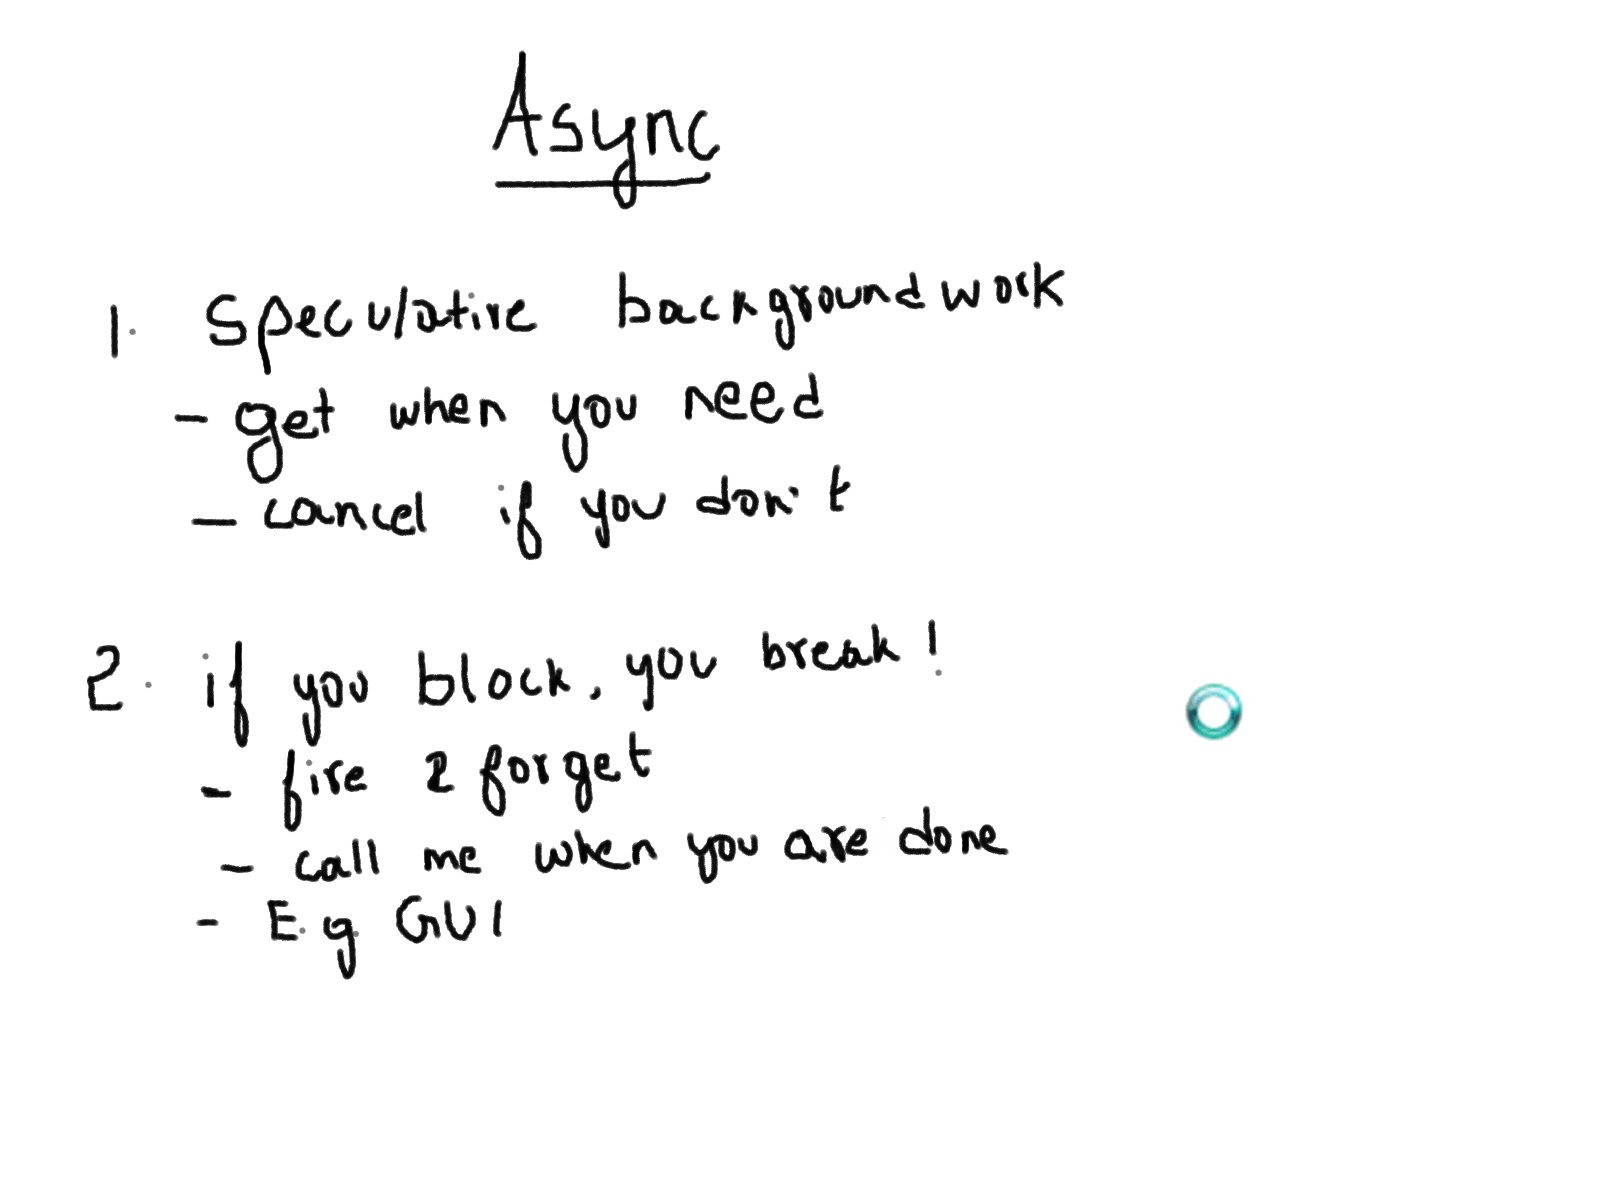 Async
1. Speculative background work
- get when you need
- cancel if you don't
2. if you block, you break!
- fire & forget
- call me when you are done
- E.g. GUI